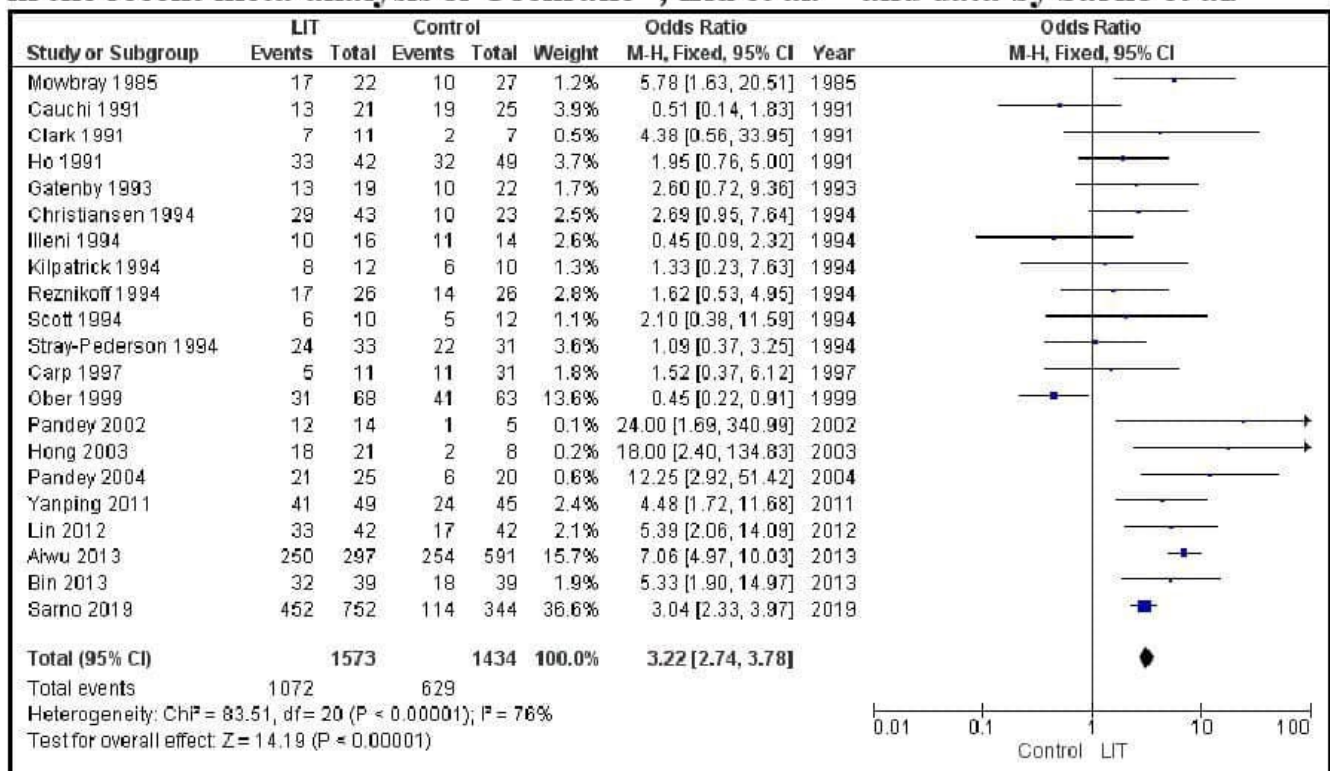 in the recent meta-analysis of Cochrane , et al and data by Sarno et al
LIT Control Odds Ratio Odds Ratio
Study or Subgroup Events Total Events Total Weight M-H, Fixed, 95% CI Year M-H, Fixed, 95% CI
Mowbray 1985 17 22 10 27 1.2% 5.78 [1.63, 20.51] 1985
Cauchi 1991 13 21 19 25 3.9% 0.51 [0.14, 1.83] 1991
Clark 1991 7 11 2 7 0.5% 4.38 [0.56, 33.95] 1991
Ho 1991 33 42 32 49 3.7% 1.95 [0.76, 5.00] 1991
Gatenby 1993 13 19 10 22 1.7% 2.60 [0.72, 9.36] 1993
Christiansen 1994 29 43 10 23 2.5% 2.69 [0.95, 7.64] 1994
Illeni 1994 10 16 11 14 2.6% 0.45 [0.09, 2.32] 1994
Kilpatrick 1994 8 12 6 10 1.3% 1.33 [0.23, 7.63] 1994
Reznikoff 1994 17 26 14 26 2.8% 1.62 [0.53, 4.95] 1994
Scott 1994 6 10 5 12 1.1% 2.10 [0.38, 11.59] 1994
Stray-Pederson 1994 24 33 22 31 3.6% 1.09 [0.37, 3.25] 1994
Carp 1997 5 11 11 31 1.8% 1.52 [0.37, 6.12] 1997
Ober 1999 31 68 41 63 13.6% 0.45 [0.22, 0.91] 1999
Pandey 2002 12 14 1 5 0.1% 24.00 [1.69, 340.99] 2002
Hong 2003 18 21 2 8 0.2% 18.00 [2.40, 134.83] 2003
Pandey 2004 21 25 6 20 0.6% 12.25 [2.92, 51.42] 2004
Yanping 2011 41 49 24 45 2.4% 4.48 [1.72, 11.68] 2011
Lin 2012 33 42 17 42 2.1% 5.39 [2.06, 14.09] 2012
Aiwu 2013 250 297 254 591 15.7% 7.06 [4.97, 10.03] 2013
Bin 2013 32 39 18 39 1.9% 5.33 [1.90, 14.97] 2013
Sarno 2019 452 752 114 344 36.6% 3.04 [2.33, 3.97] 2019
Total (95% CI) 1573 1434 100.0% 3.22 [2.74, 3.78]
Total events 1072 629
Heterogeneity: Chi² = 83.51, df = 20 (P < 0.00001); I² = 76%
Test for overall effect: Z = 14.19 (P < 0.00001)
0.01 0.1 1 10 100
Control LIT